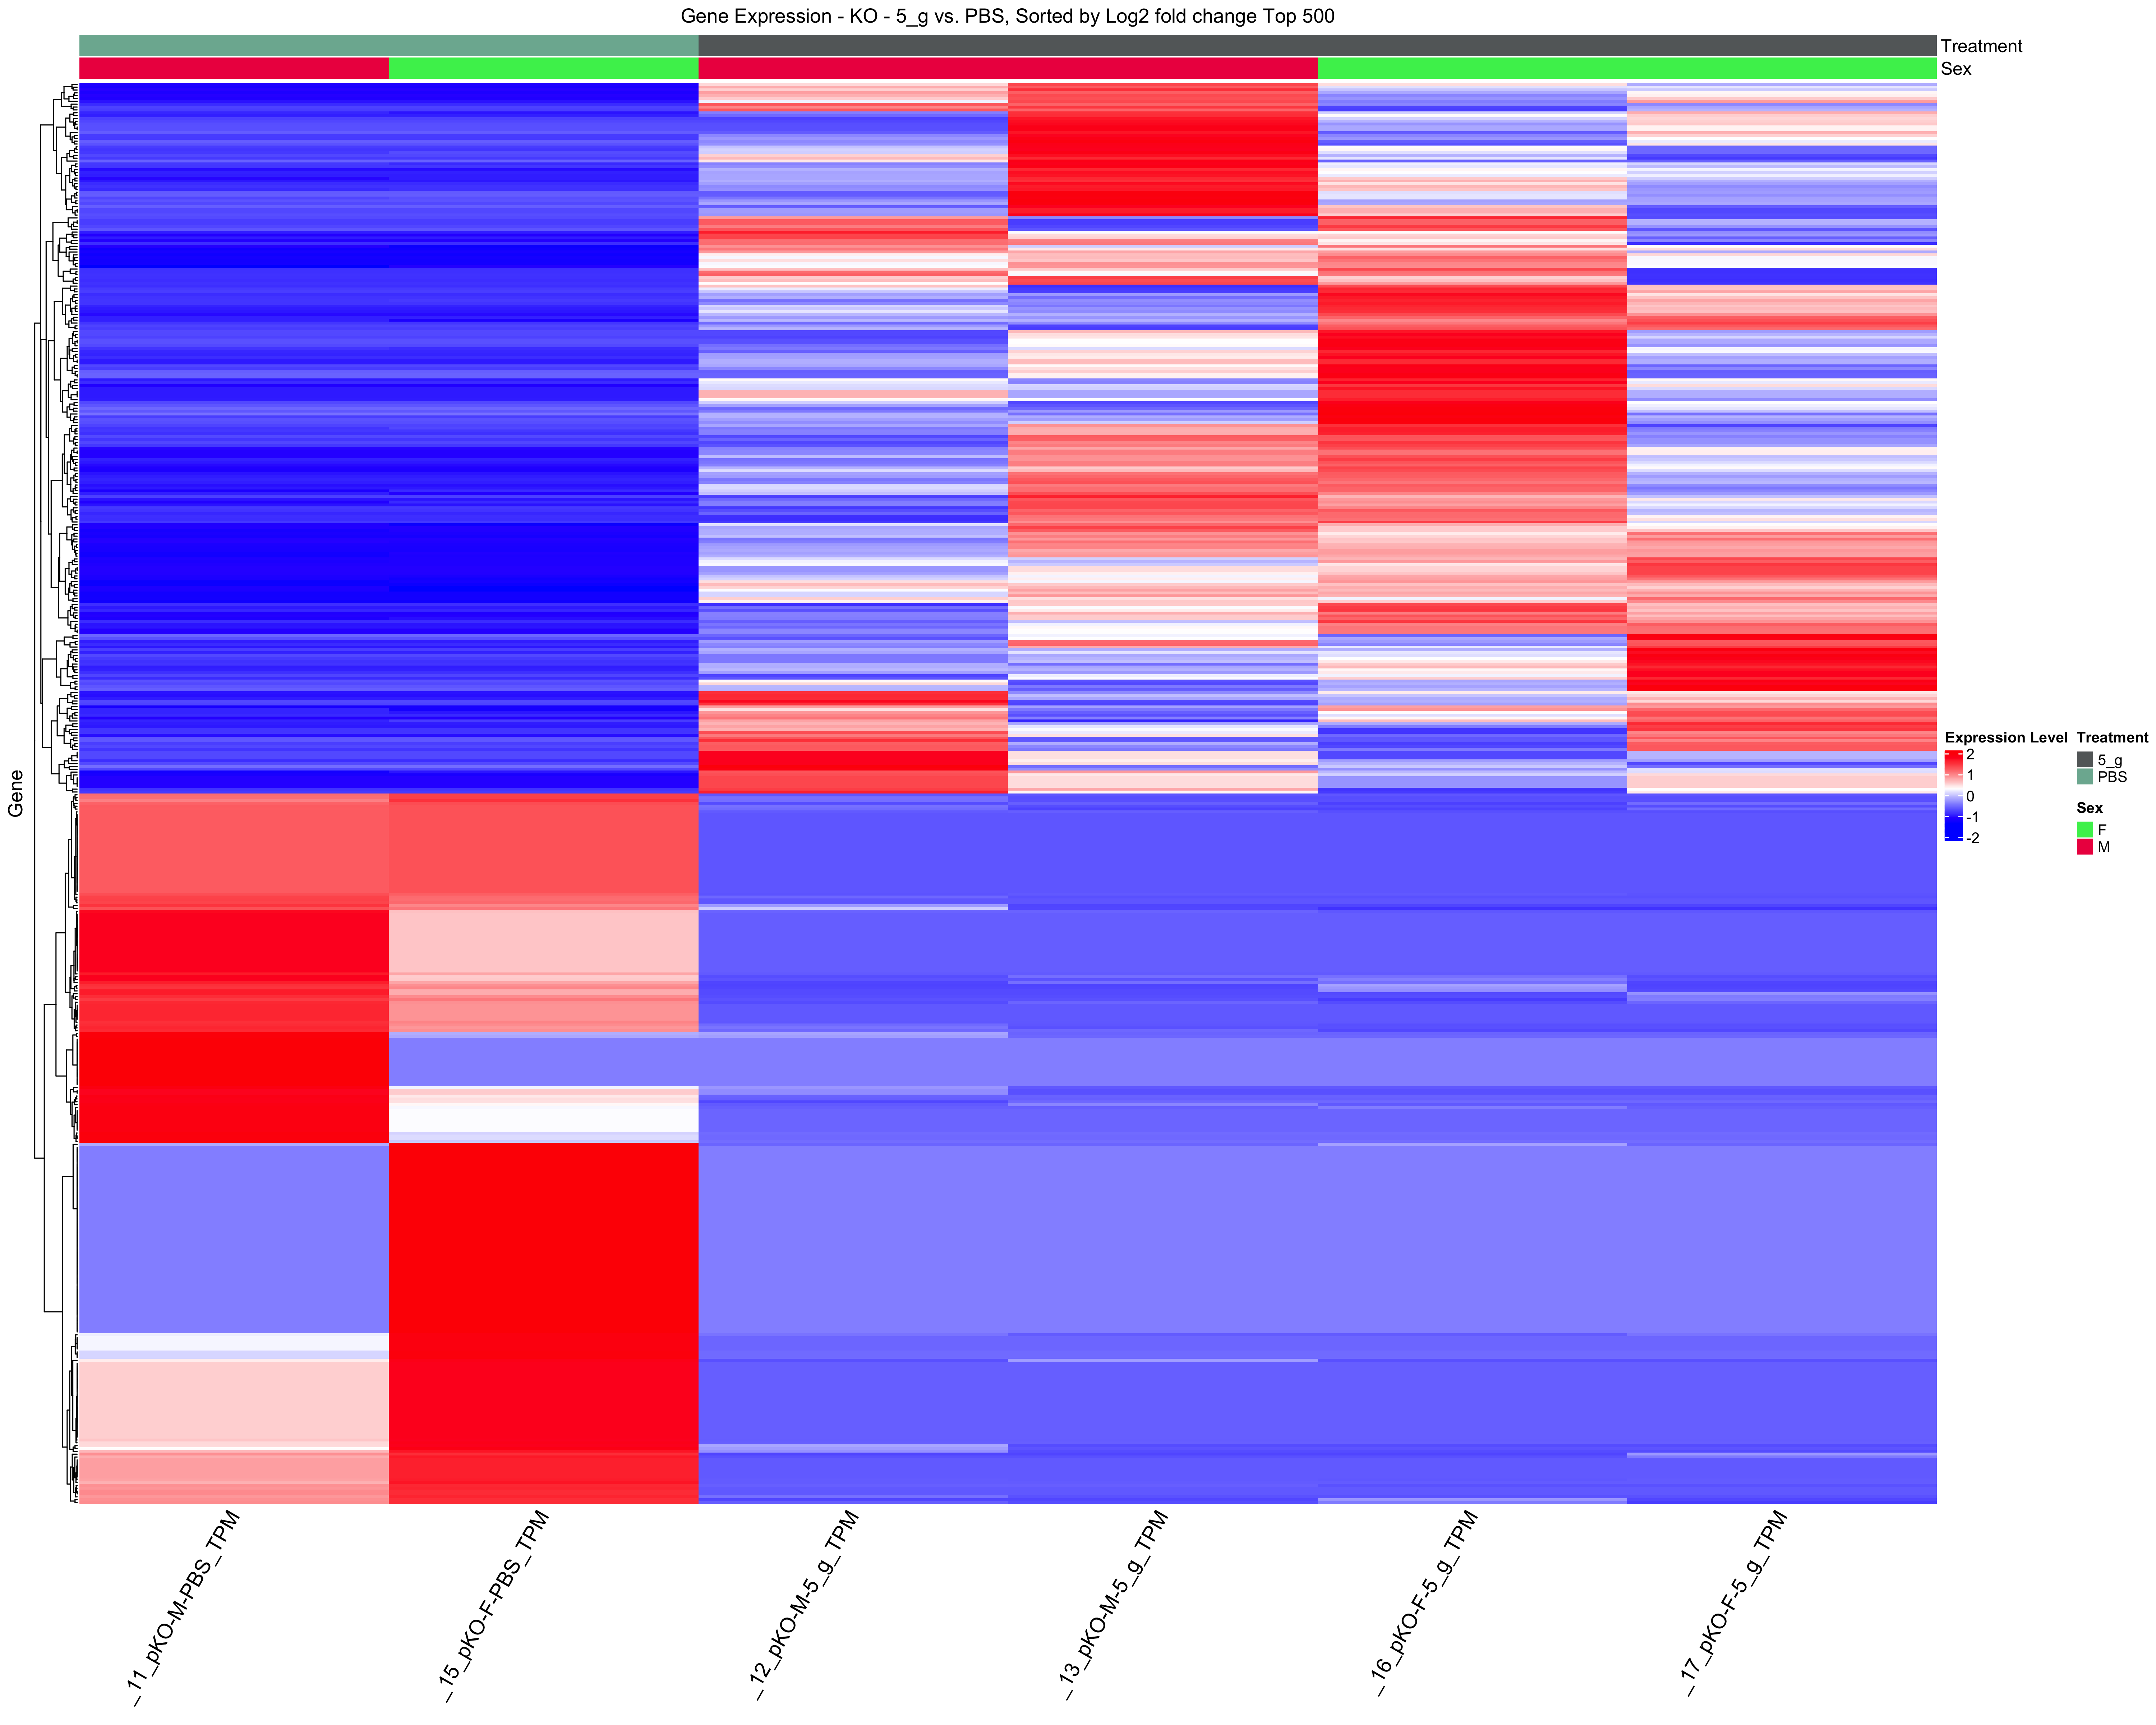 Gene Expression - KO - 5_g vs. PBS, Sorted by Log2 fold change Top 500
Treatment
Sex
Gene
Expression Level
2
1
0
-1
-2
Treatment
5_g
PBS
Sex
F
M
_11_pKO-M-PBS_TPM
_15_pKO-F-PBS_TPM
_12_pKO-M-5_g_TPM
_13_pKO-M-5_g_TPM
_16_pKO-F-5_g_TPM
_17_pKO-F-5_g_TPM